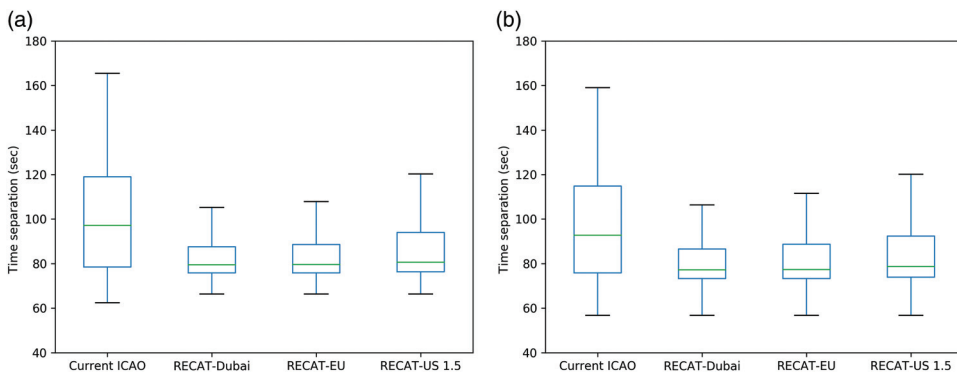 (a)
180
160
140
120
100
80
60
40
Time separation (sec)
Current ICAO RECAT-Dubai RECAT-EU RECAT-US 1.5
(b)
180
160
140
120
100
80
60
40
Time separation (sec)
Current ICAO RECAT-Dubai RECAT-EU RECAT-US 1.5